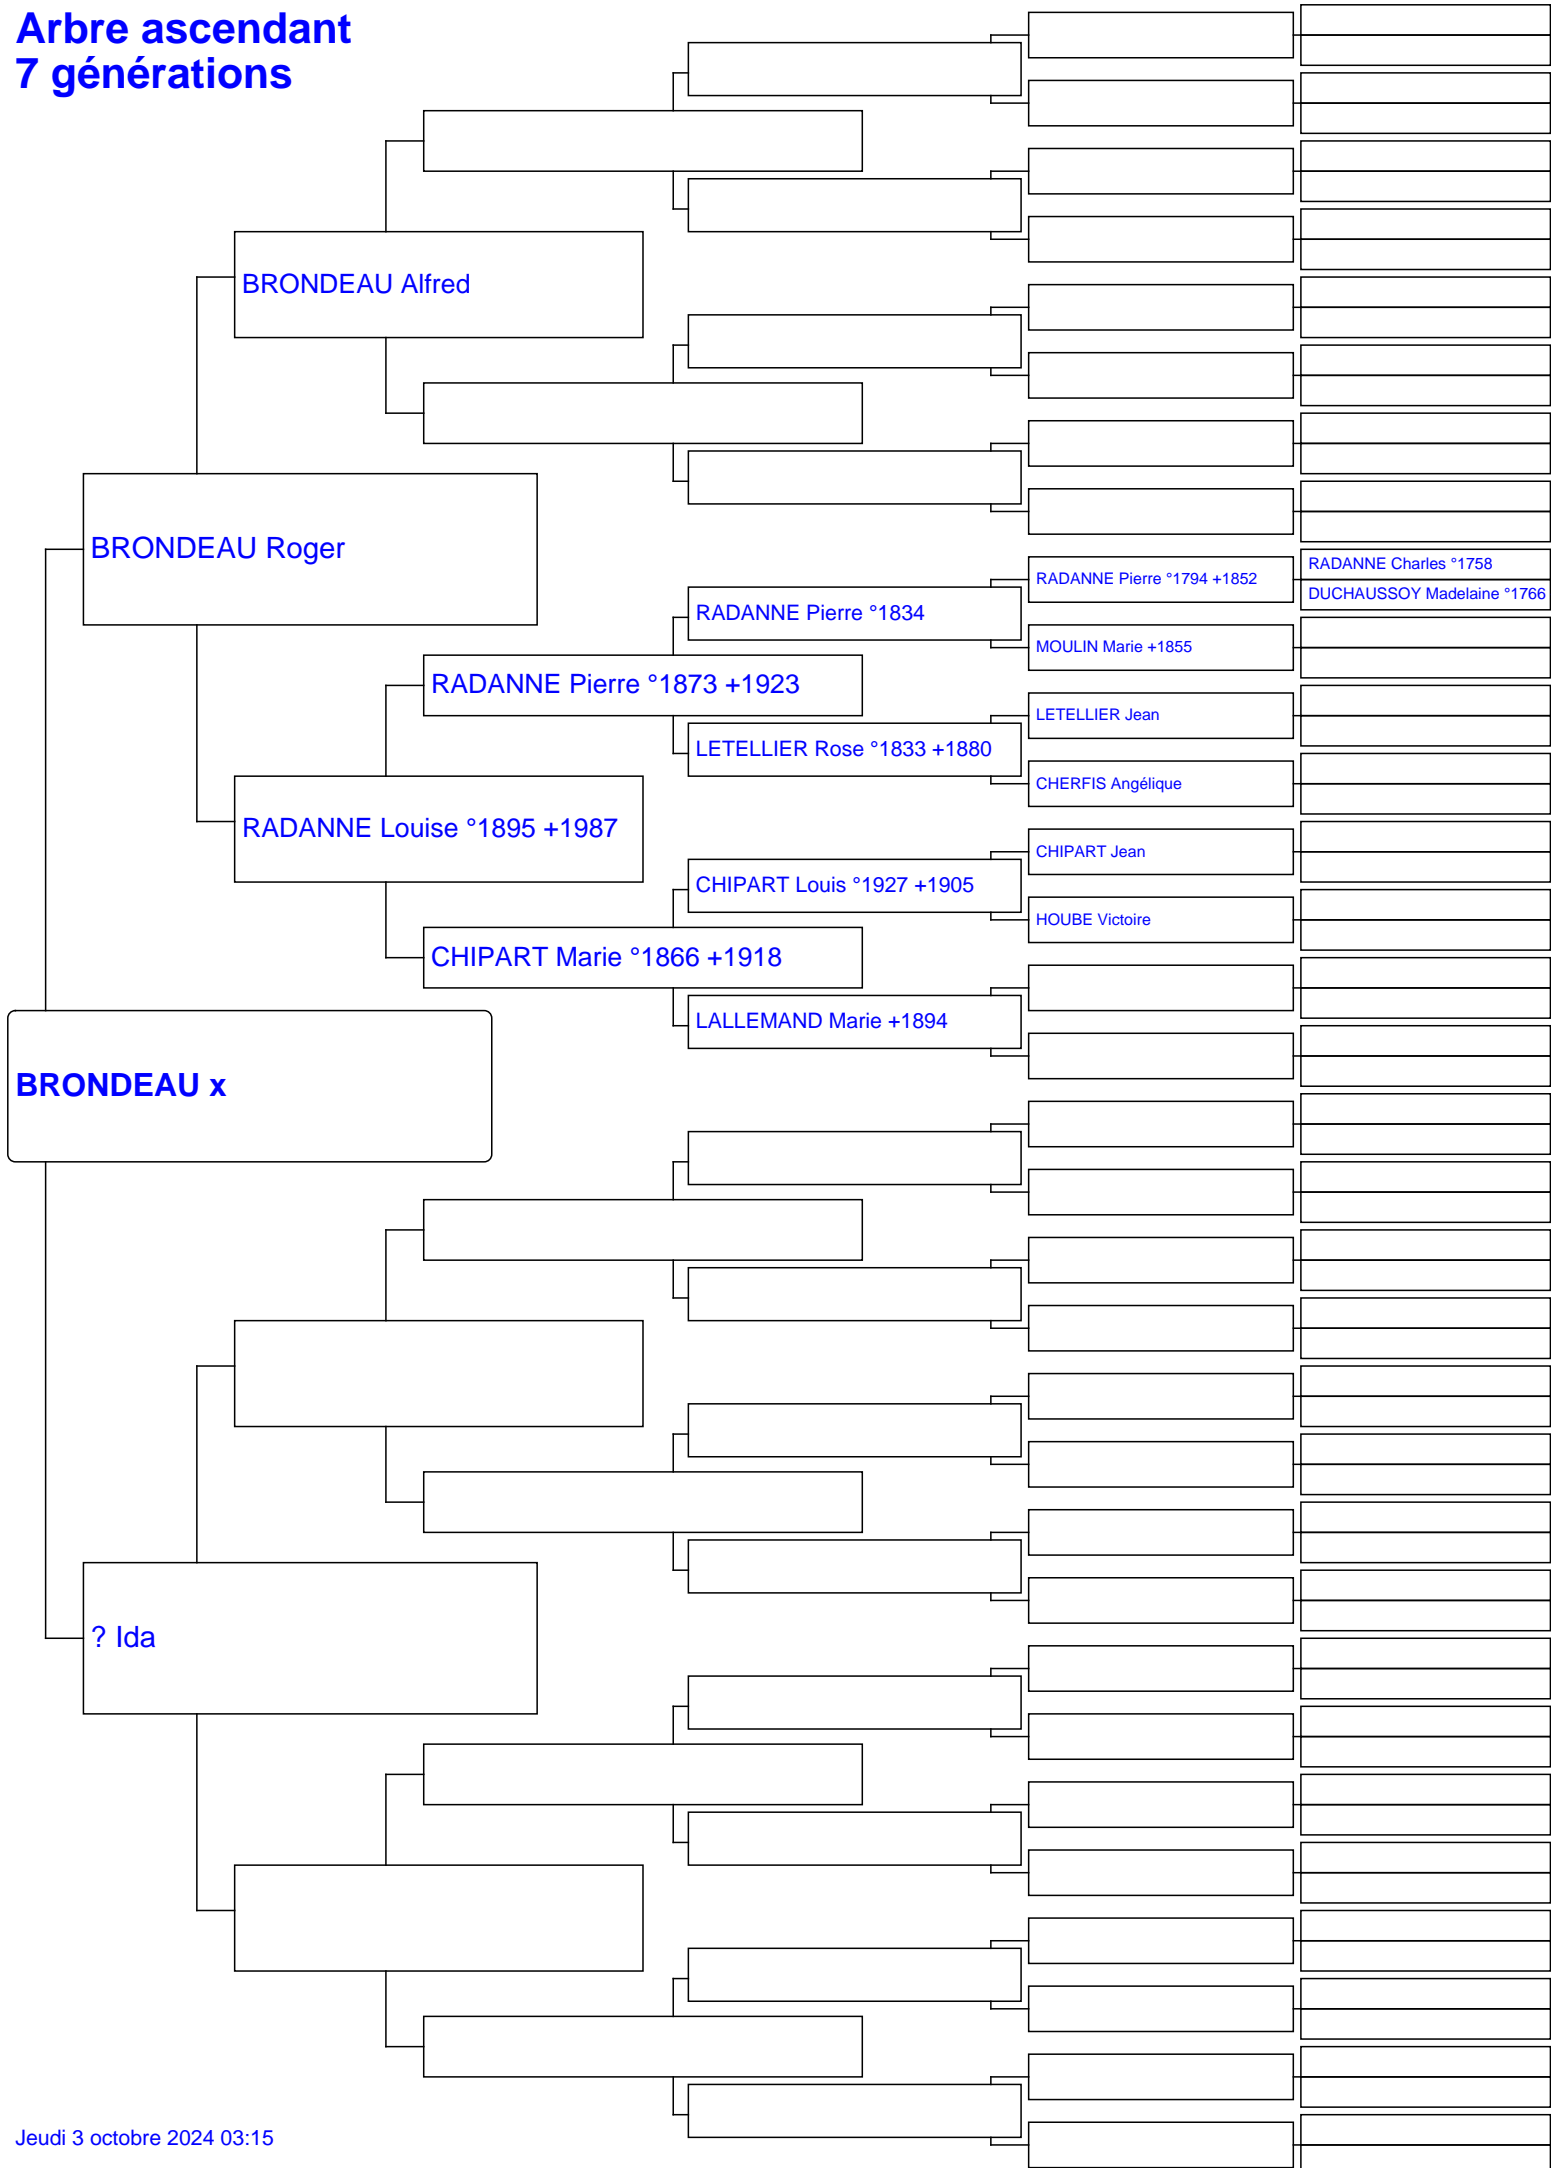 Arbre ascendant
7 générations
BRONDEAU Alfred
BRONDEAU Roger
RADANNE Charles °1758
RADANNE Pierre °1794 +1852
DUCHAUSSOY Madelaine °1766
RADANNE Pierre °1834
MOULIN Marie +1855
RADANNE Pierre °1873 +1923
LETELLIER Jean
LETELLIER Rose °1833 +1880
CHERFIS Angélique
RADANNE Louise °1895 +1987
CHIPART Jean
CHIPART Louis °1927 +1905
HOUBE Victoire
CHIPART Marie °1866 +1918
LALLEMAND Marie +1894
BRONDEAU x
? Ida
Jeudi 3 octobre 2024 03:15